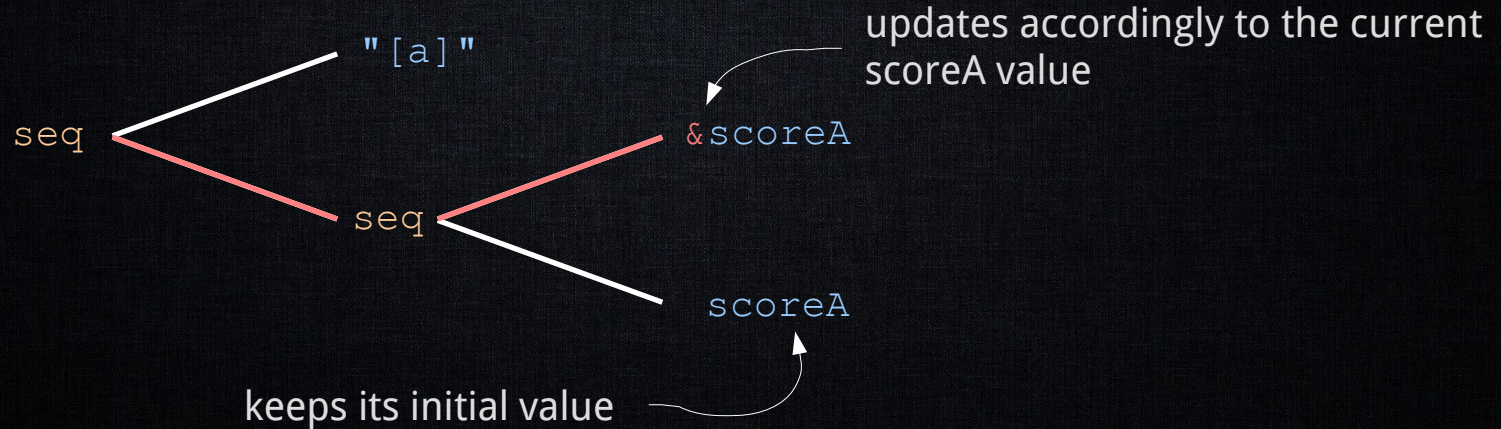 updates accordingly to the current
scoreA value
"[a]"
seq
&scoreA
seq
scoreA
keeps its initial value